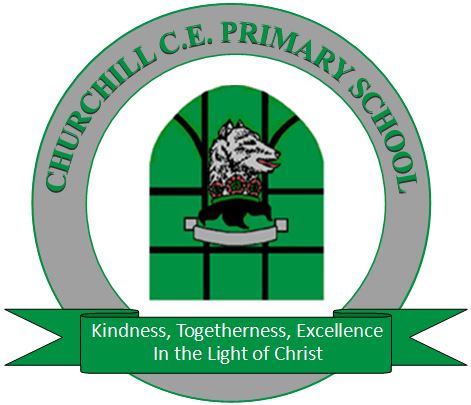 CHURCHILL C.E. PRIMARY SCHOOL
Kindness, Togetherness, Excellence
In the Light of Christ